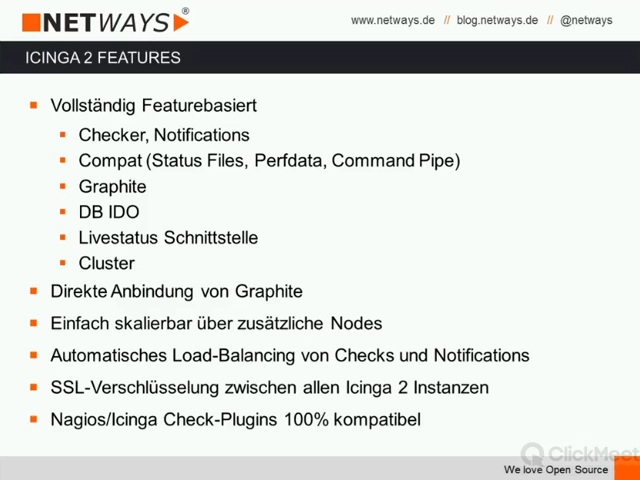 NETWAYS®
www.netways.de // blog.netways.de // @netways
ICINGA 2 FEATURES
Vollständig Featurebasiert
Checker, Notifications
Compat (Status Files, Perfdata, Command Pipe)
Graphite
DB IDO
Livestatus Schnittstelle
Cluster
Direkte Anbindung von Graphite
Einfach skalierbar über zusätzliche Nodes
Automatisches Load-Balancing von Checks und Notifications
SSL-Verschlüsselung zwischen allen Icinga 2 Instanzen
Nagios/Icinga Check-Plugins 100% kompatibel
ClickMeet
We love Open Source